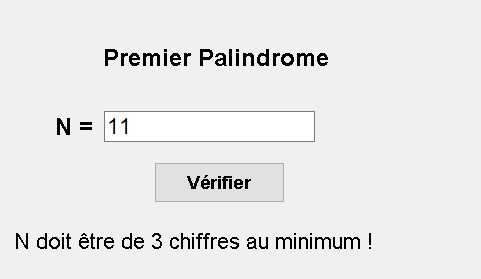 Premier Palindrome
N = 11
Vérifier
N doit être de 3 chiffres au minimum !